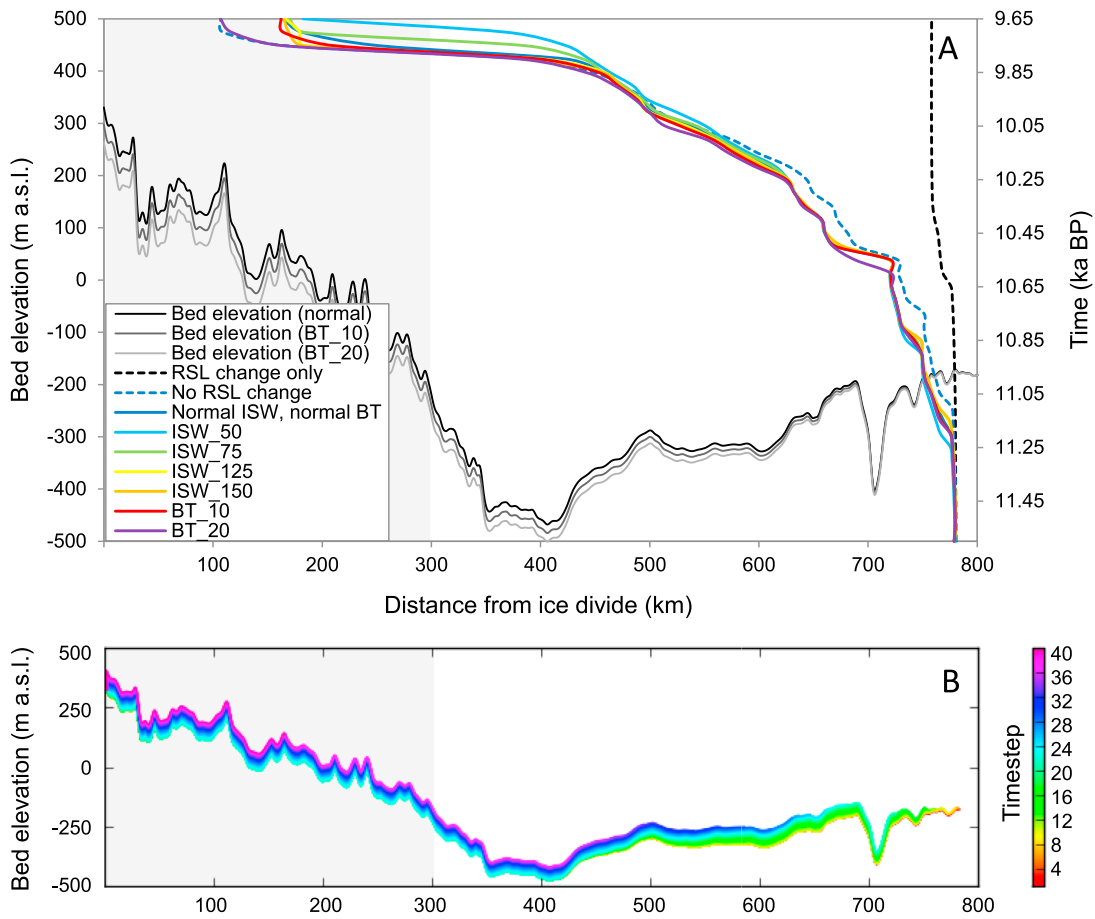 A
Bed elevation (m a.s.l.)
500
400
300
200
100
0
-100
-200
-300
-400
-500
9.65
9.85
10.05
10.25
10.45
10.65
10.85
11.05
11.25
11.45
Time (ka BP)
Bed elevation (normal)
Bed elevation (BT_10)
Bed elevation (BT_20)
RSL change only
No RSL change
Normal ISW, normal BT
ISW_50
ISW_75
ISW_125
ISW_150
BT_10
BT_20
100 200 300 400 500 600 700 800
Distance from ice divide (km)
B
Bed elevation (m a.s.l.)
500
250
0
-250
-500
100 200 300 400 500 600 700 800
Timestep
40
36
32
28
24
20
16
12
8
4